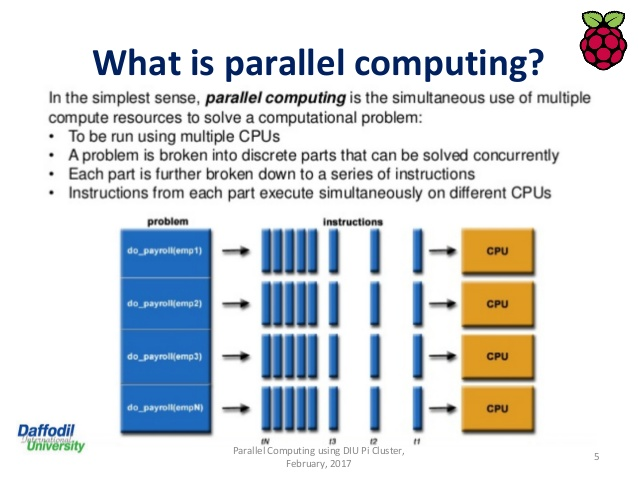 What is parallel computing?
In the simplest sense, parallel computing is the simultaneous use of multiple
compute resources to solve a computational problem:
• To be run using multiple CPUs
• A problem is broken into discrete parts that can be solved concurrently
• Each part is further broken down to a series of instructions
• Instructions from each part execute simultaneously on different CPUs
problem
instructions
do_payroll(emp1)
CPU
do_payroll(emp2)
CPU
do_payroll(emp3)
CPU
do_payroll(empN)
CPU
tN t3 t2 t1
Daffodil
International
University
Parallel Computing using DIU Pi Cluster,
February, 2017
5